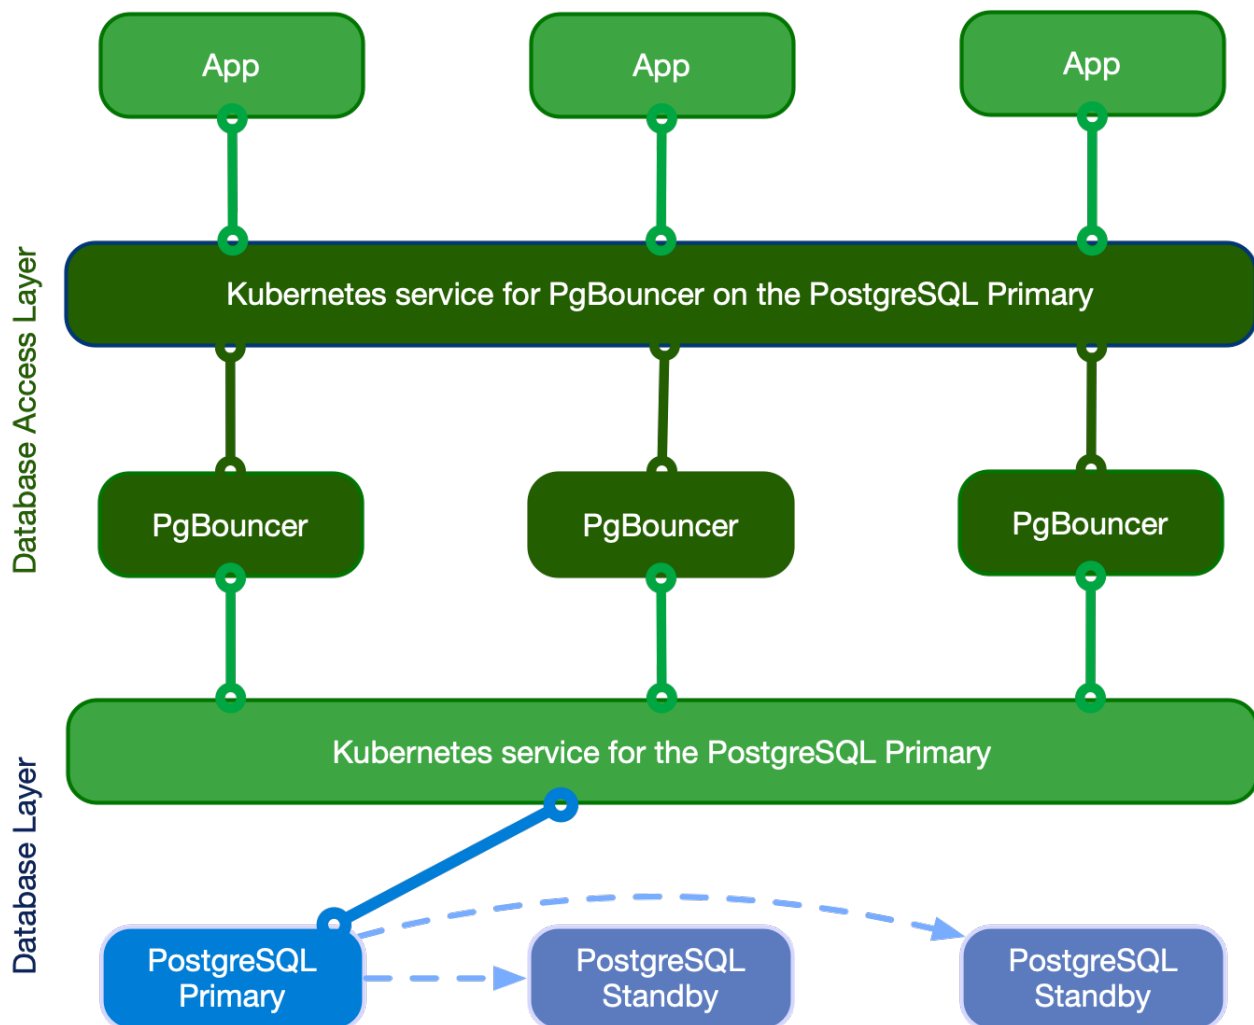 App
App
App
Database Access Layer
Kubernetes service for PgBouncer on the PostgreSQL Primary
PgBouncer
PgBouncer
PgBouncer
Database Layer
Kubernetes service for the PostgreSQL Primary
PostgreSQL
Primary
PostgreSQL
Standby
PostgreSQL
Standby